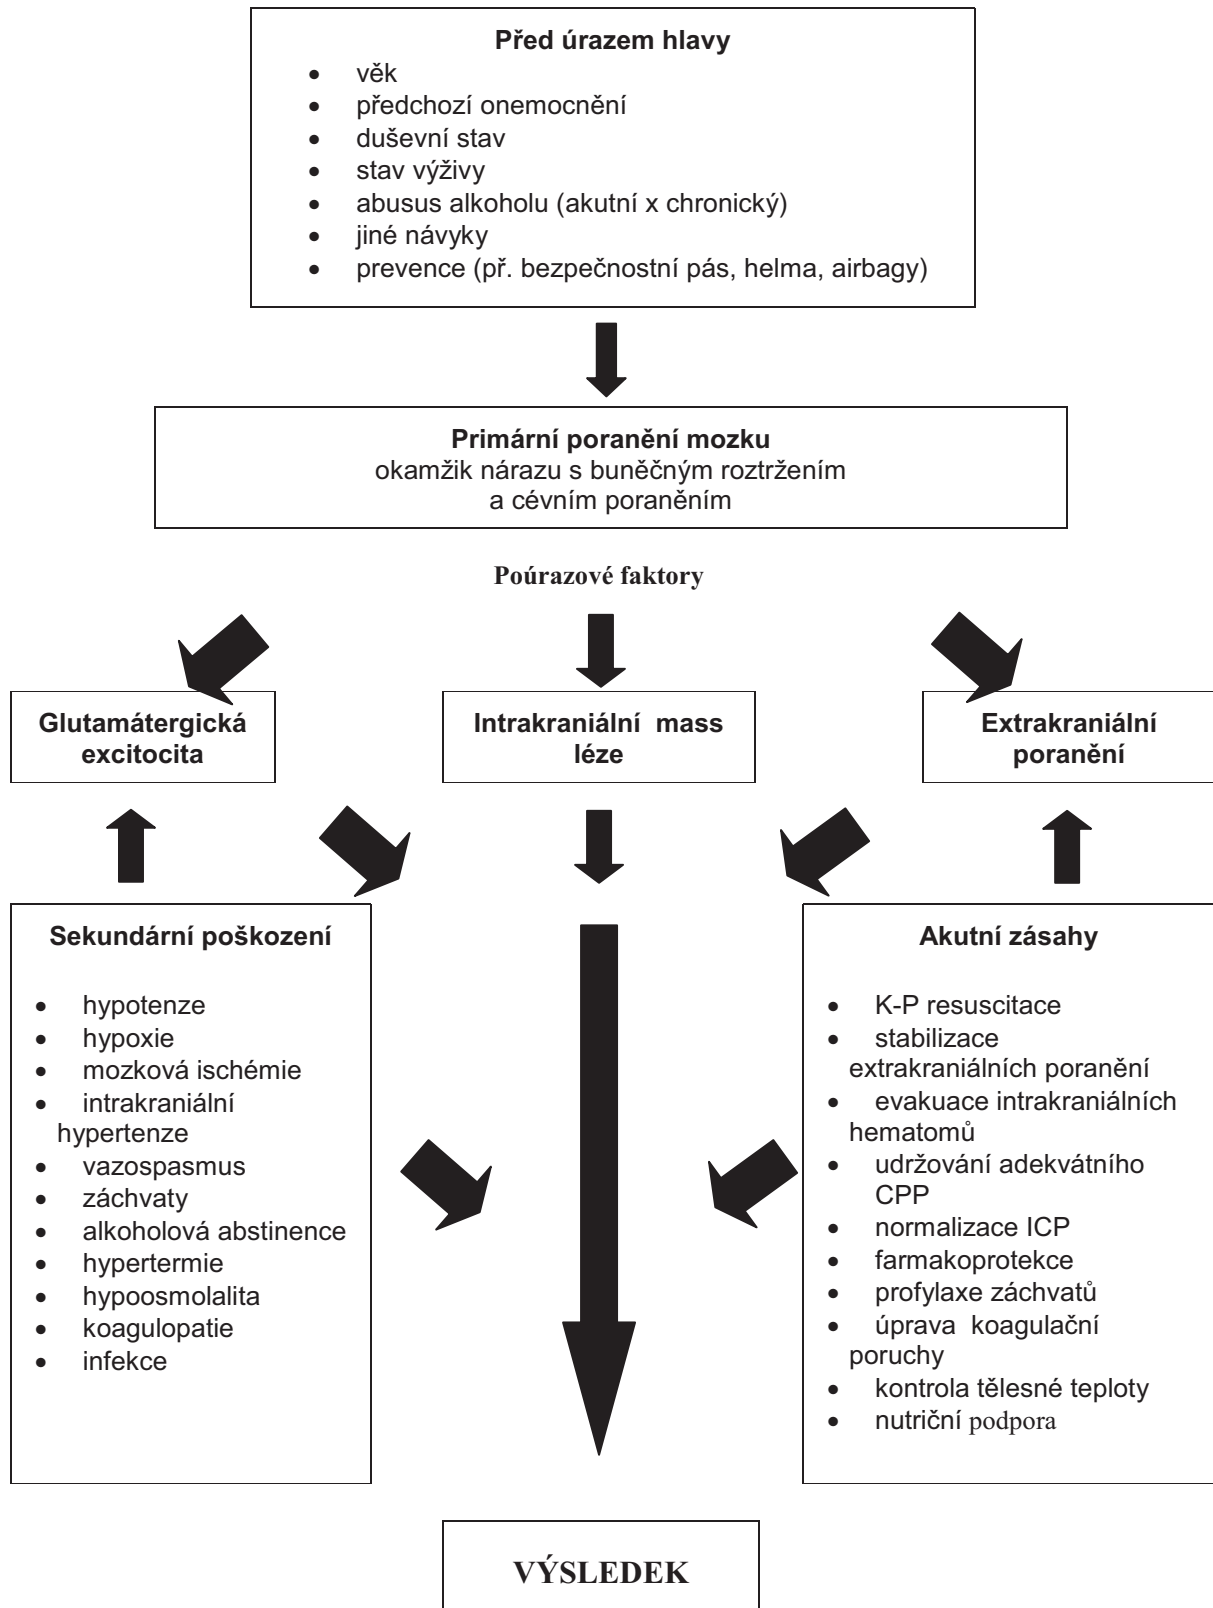 Před úrazem hlavy
• věk
• předchozí onemocnění
• duševní stav
• stav výživy
• abusus alkoholu (akutní x chronický)
• jiné návyky
• prevence (př. bezpečnostní pás, helma, airbagy)
Primární poranění mozku
okamžik nárazu s buněčným roztržením
a cévním poraněním
Poúrazové faktory
Glutamátergická
excitocita
Intrakraniální mass
léze
Extrakraniální
poranění
Sekundární poškození
• hypotenze
• hypoxie
• mozková ischémie
• intrakraniální
hypertenze
• vazospasmus
• záchvaty
• alkoholová abstinence
• hypertermie
• hypoosmolalita
• koagulopatie
• infekce
Akutní zásahy
• K-P resuscitace
• stabilizace
extrakraniálních poranění
• evakuace intrakraniálních
hematomů
• udržování adekvátního
CPP
• normalizace ICP
• farmakoprotekce
• profylaxe záchvatů
• úprava koagulační
poruchy
• kontrola tělesné teploty
• nutriční podpora
VÝSLEDEK